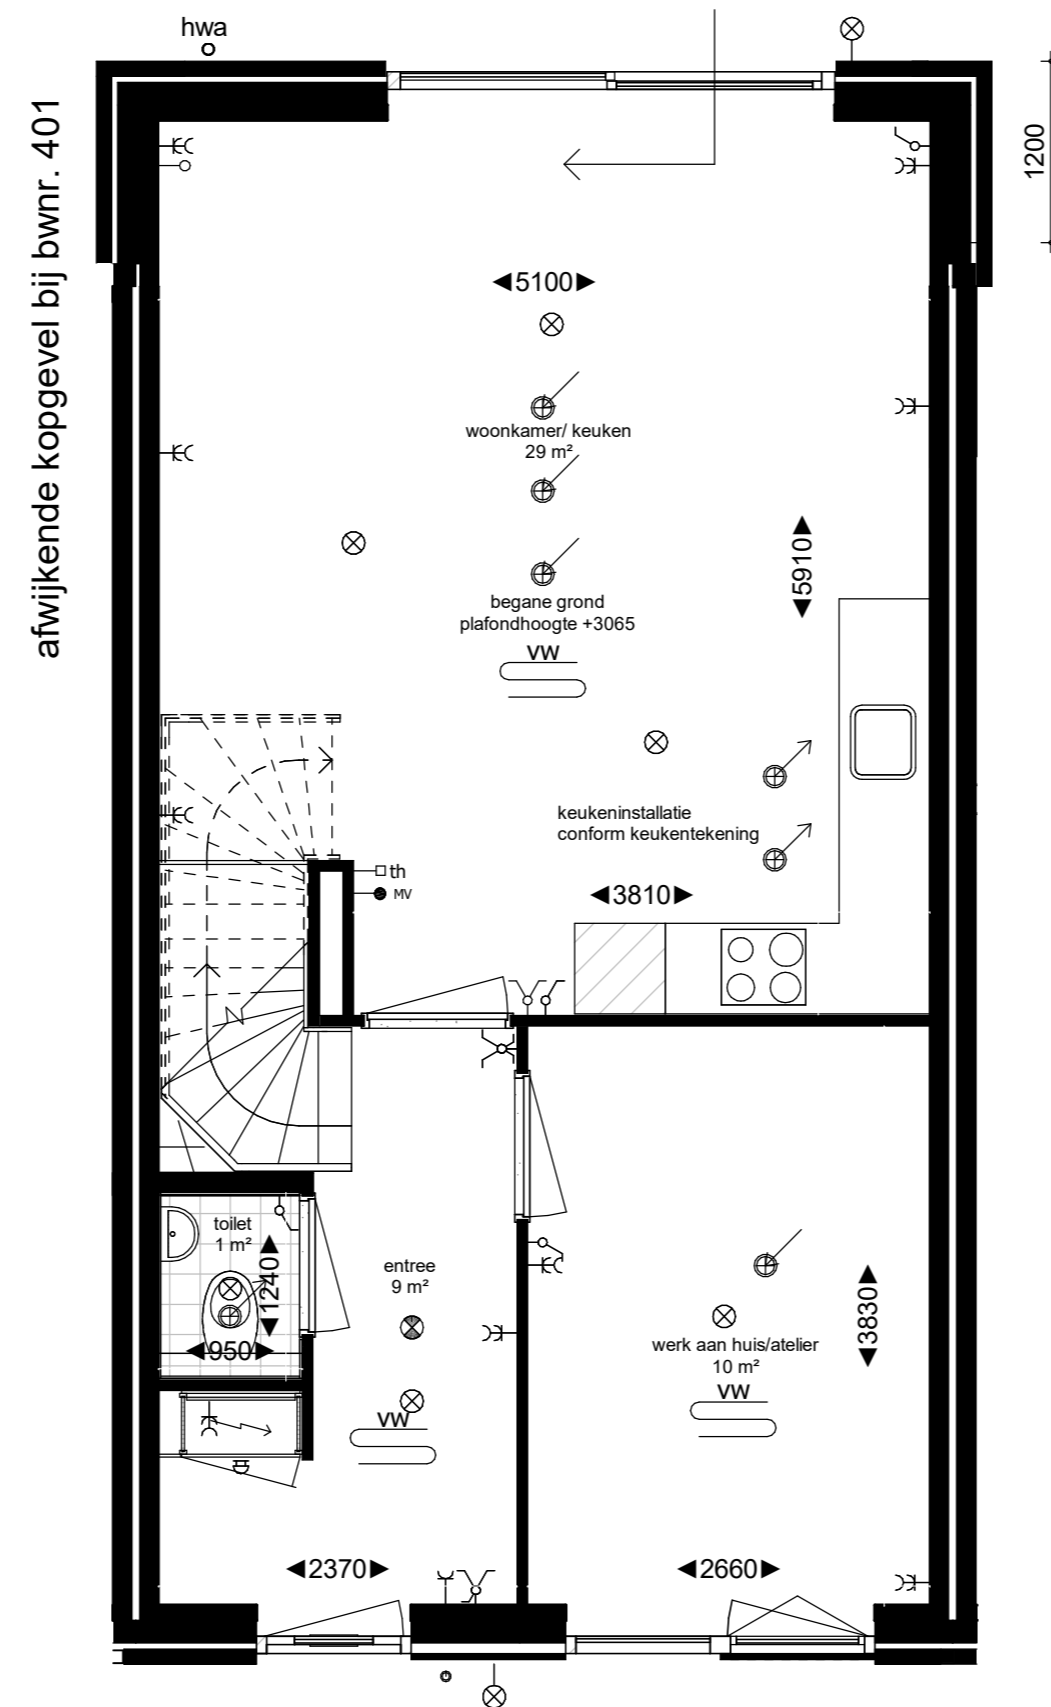 hwa
afwijkende kopgevel bij bwnr. 401
1200
5100
woonkamer/ keuken
29 m²
5910
begane grond
plafondhoogte +3065
vw
keukeninstallatie
conform keukentekening
th
MV
3810
toilet
1 m²
1240
950
entree
9 m²
vw
werk aan huis/atelier
10 m²
vw
3830
2370
2660